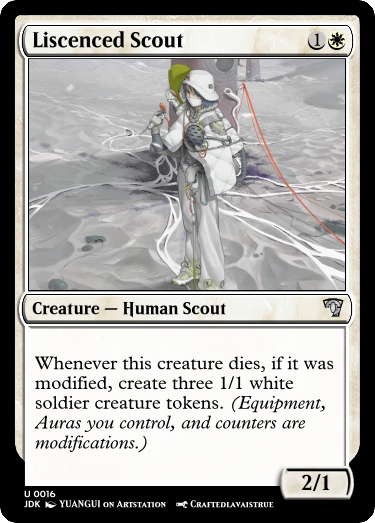 Liscenced Scout 1
Creature — Human Scout
Whenever this creature dies, if it was
modified, create three 1/1 white
soldier creature tokens. (Equipment,
Auras you control, and counters are
modifications.)
2/1
U 0016
JDK YUANGUI on ArtStation Craftedlavaistrue